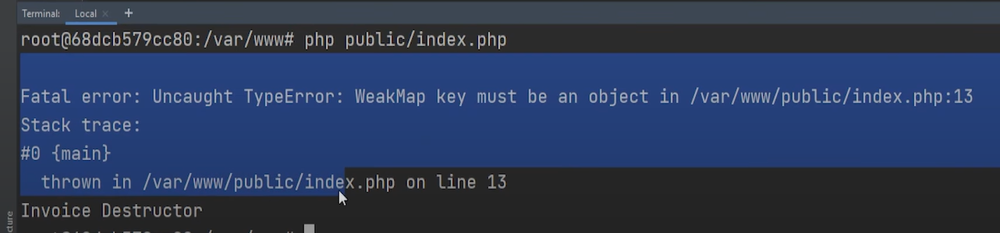 Terminal: Local × +
root@68dcb579cc80:/var/www# php public/index.php
Fatal error: Uncaught TypeError: WeakMap key must be an object in /var/www/public/index.php:13
Stack trace:
#0 {main}
thrown in /var/www/public/index.php on line 13
Invoice Destructor